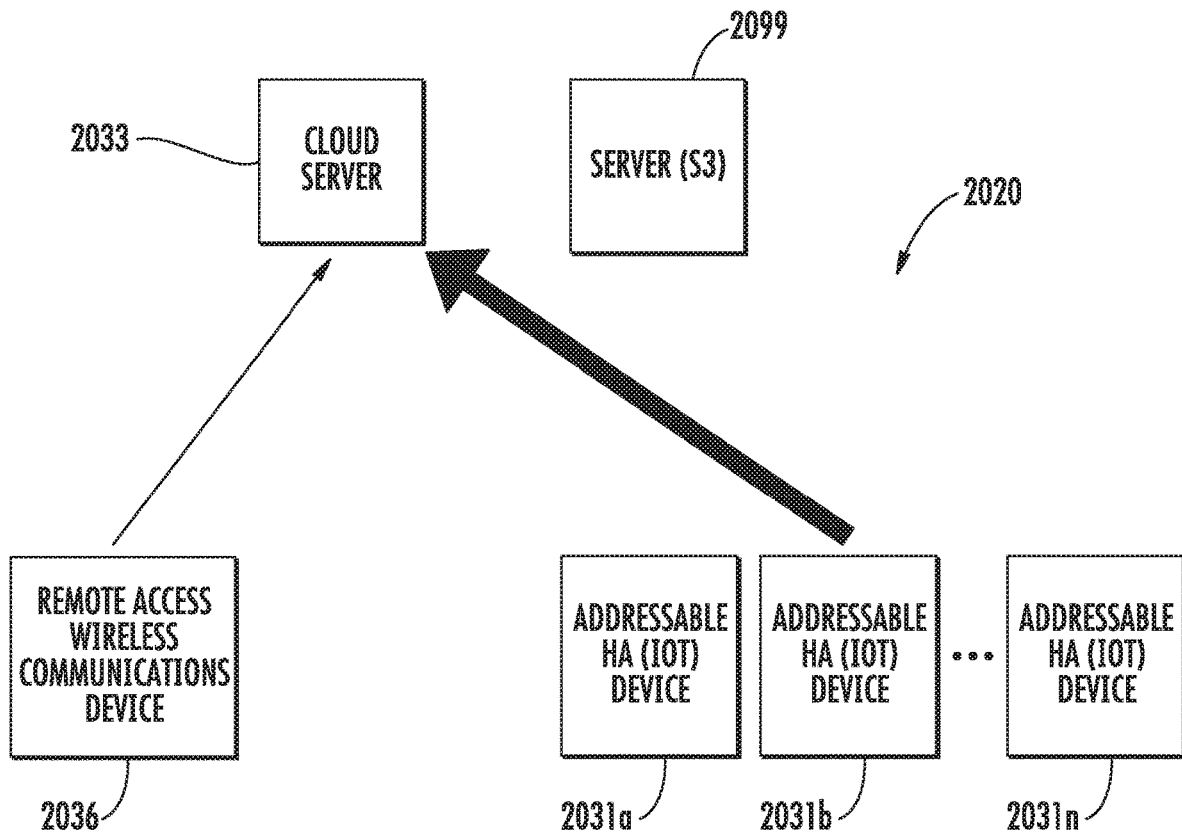 2099
2033
CLOUD
SERVER
SERVER (S3)
2020
REMOTE ACCESS
WIRELESS
COMMUNICATIONS
DEVICE
ADDRESSABLE
HA (IOT)
DEVICE
ADDRESSABLE
HA (IOT)
DEVICE
•••
ADDRESSABLE
HA (IOT)
DEVICE
2036
2031a
2031b
2031n